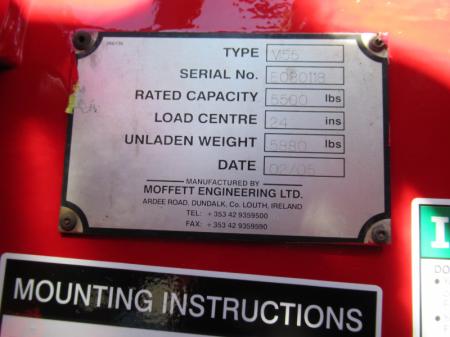 TYPE M55
SERIAL No. E080118
RATED CAPACITY 5500 lbs
LOAD CENTRE 24 ins
UNLADEN WEIGHT 5880 lbs
DATE 02/05
MANUFACTURED BY
MOFFETT ENGINEERING LTD.
ARDEE ROAD, DUNDALK, Co. LOUTH, IRELAND
TEL: +353 42 9359500
FAX: +353 42 9359590
MOUNTING INSTRUCTIONS
DO